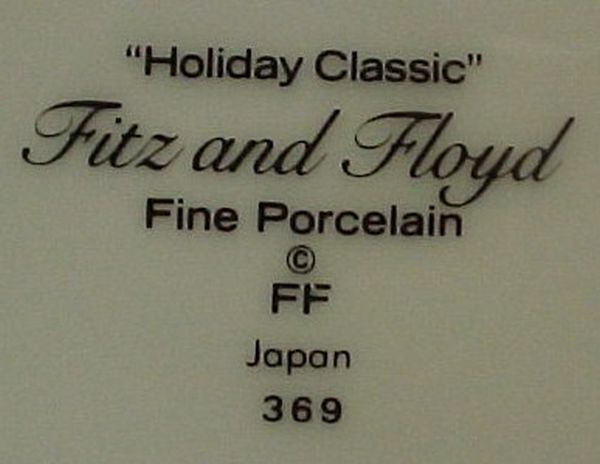 "Holiday Classic"
Fitz and Floyd
Fine Porcelain
©
FF
Japan
369